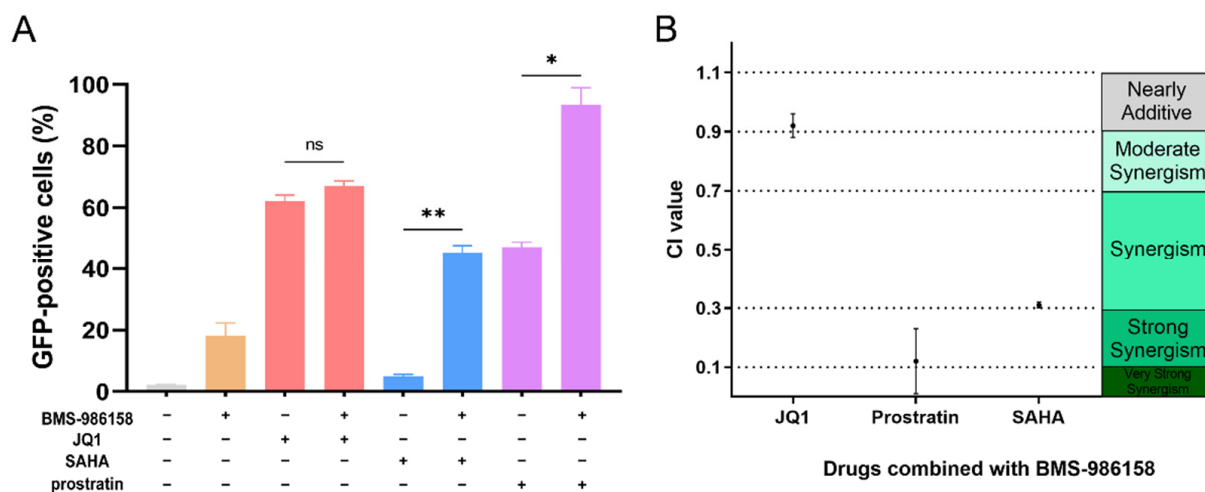 A
GFP-positive cells (%)
100
80
60
40
20
0
ns
**
*
BMS-986158 – + – + – + – +
JQ1 – – + + – – – –
SAHA – – – – + + – –
prostratin – – – – – – + +
B
CI value
1.1
0.9
0.7
0.5
0.3
0.1
Nearly
Additive
Moderate
Synergism
Synergism
Strong
Synergism
Very Strong
Synergism
JQ1 Prostratin SAHA
Drugs combined with BMS-986158